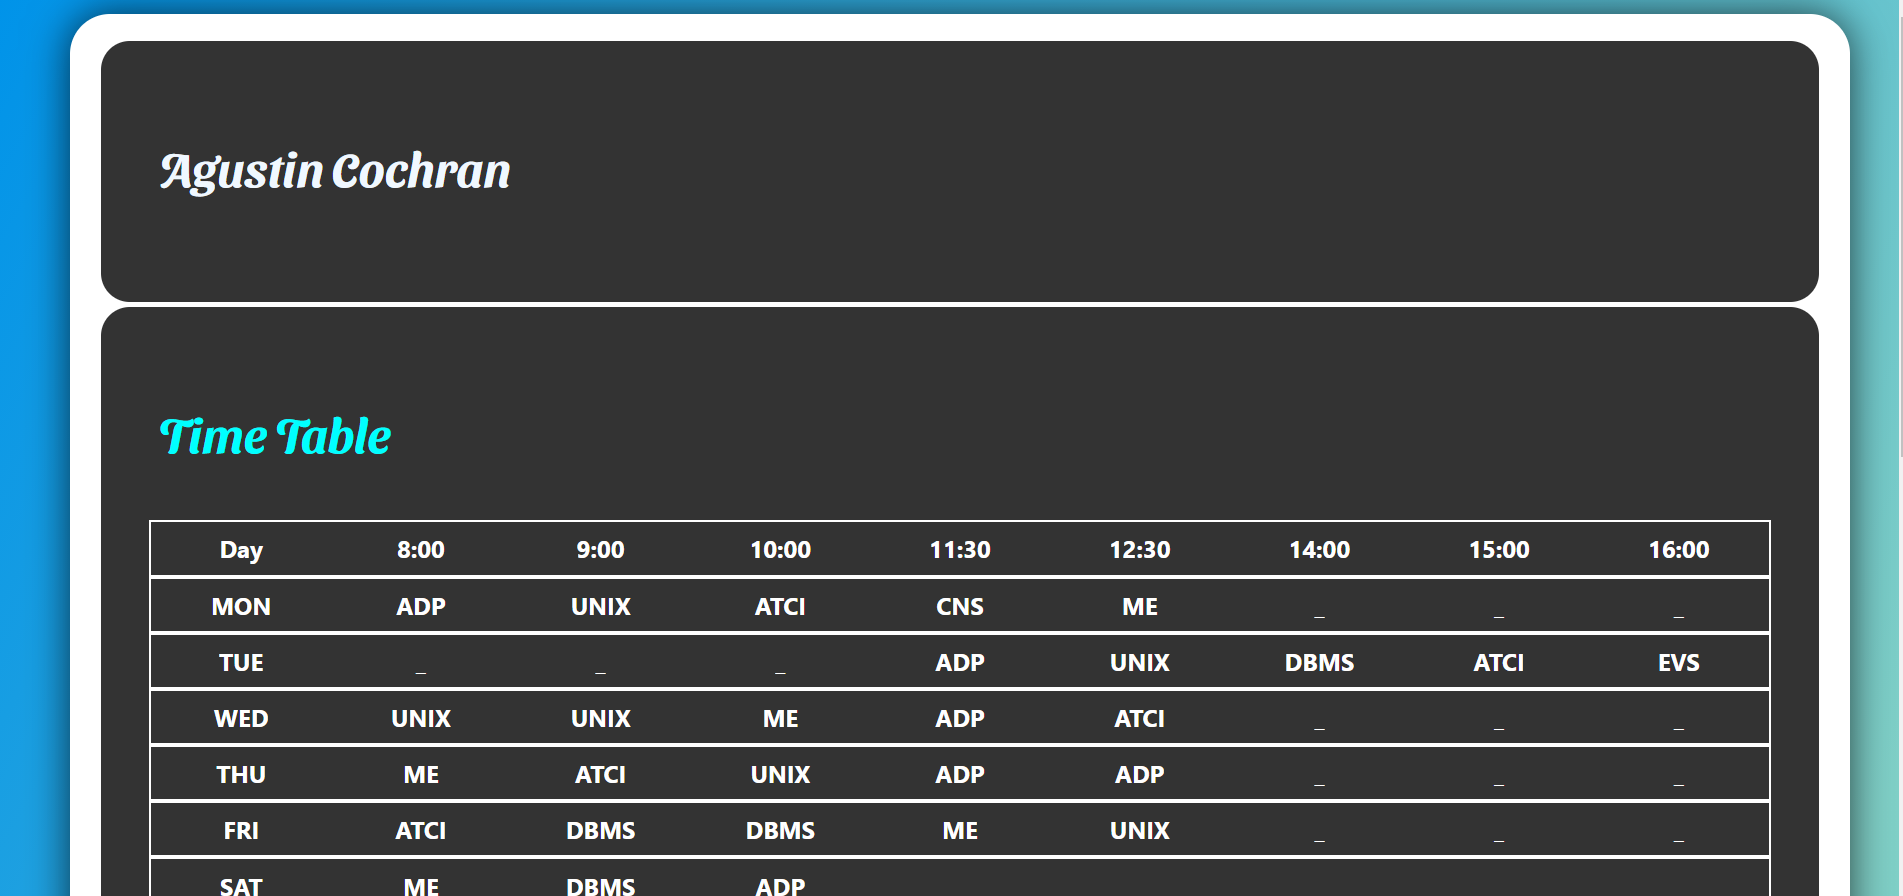 Agustin Cochran
Time Table
Day 8:00 9:00 10:00 11:30 12:30 14:00 15:00 16:00
MON ADP UNIX ATCI CNS ME _ _ _
TUE _ _ _ ADP UNIX DBMS ATCI EVS
WED UNIX UNIX ME ADP ATCI _ _ _
THU ME ATCI UNIX ADP ADP _ _ _
FRI ATCI DBMS DBMS ME UNIX _ _ _
SAT ME DBMS ADP